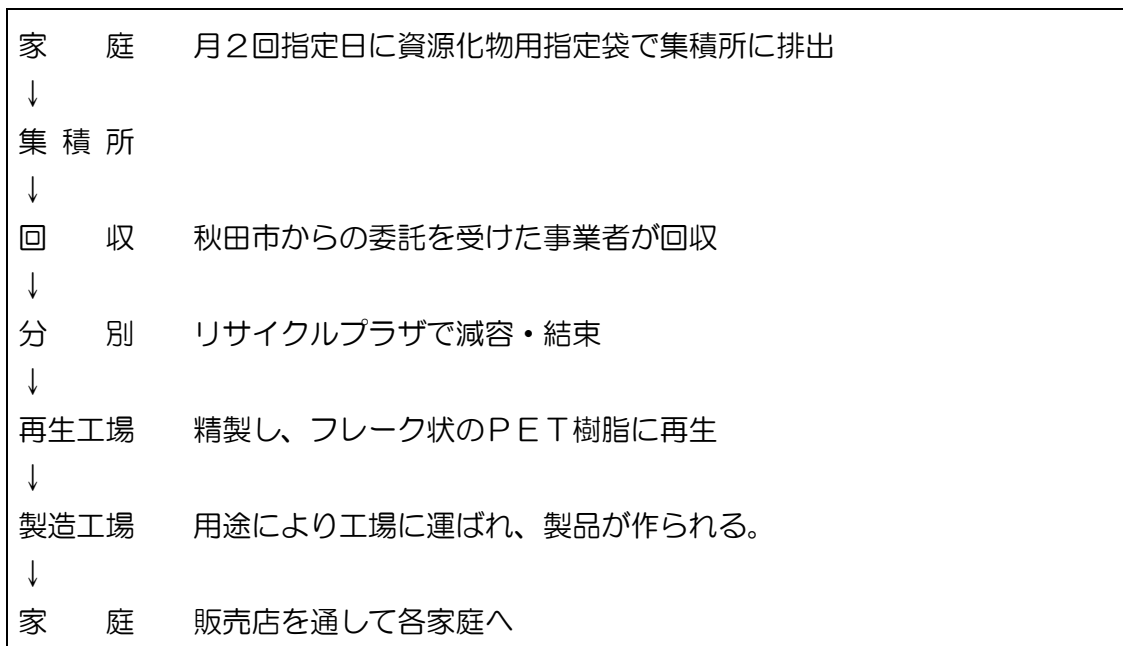 家　　庭　　月２回指定日に資源化物用指定袋で集積所に排出
↓
集 積 所
↓
回　　収　　秋田市からの委託を受けた事業者が回収
↓
分　　別　　リサイクルプラザで減容・結束
↓
再生工場　　精製し、フレーク状のＰＥＴ樹脂に再生
↓
製造工場　　用途により工場に運ばれ、製品が作られる。
↓
家　　庭　　販売店を通して各家庭へ